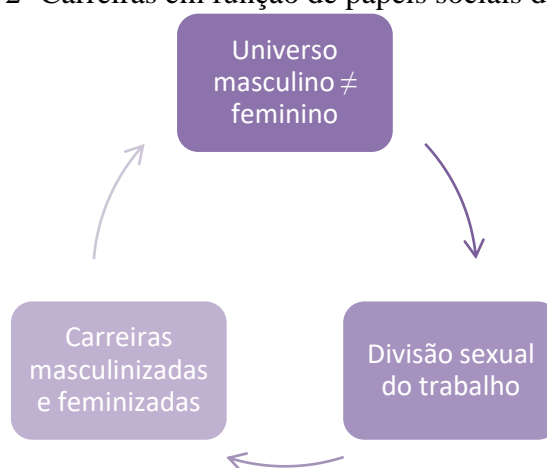 2 Carreiras em função de papéis sociais d
Universo
masculino ≠
feminino
Carreiras
masculinizadas
e feminizadas
Divisão sexual
do trabalho